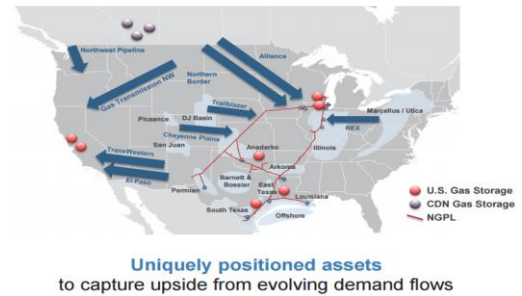 Northwest Pipeline
Alliance
Northern
Border
Gas Transmission NW
Trailblazer
Marcellus / Utica
Piceance
DJ Basin
REX
Cheyenne Plains
San Juan
Anadarko
Illinois
TransWestern
Arkoma
El Paso
Barnett &
Bossier
Permian
East
Texas
Louisiana
South Texas
Offshore
U.S. Gas Storage
CDN Gas Storage
NGPL
Uniquely positioned assets
to capture upside from evolving demand flows